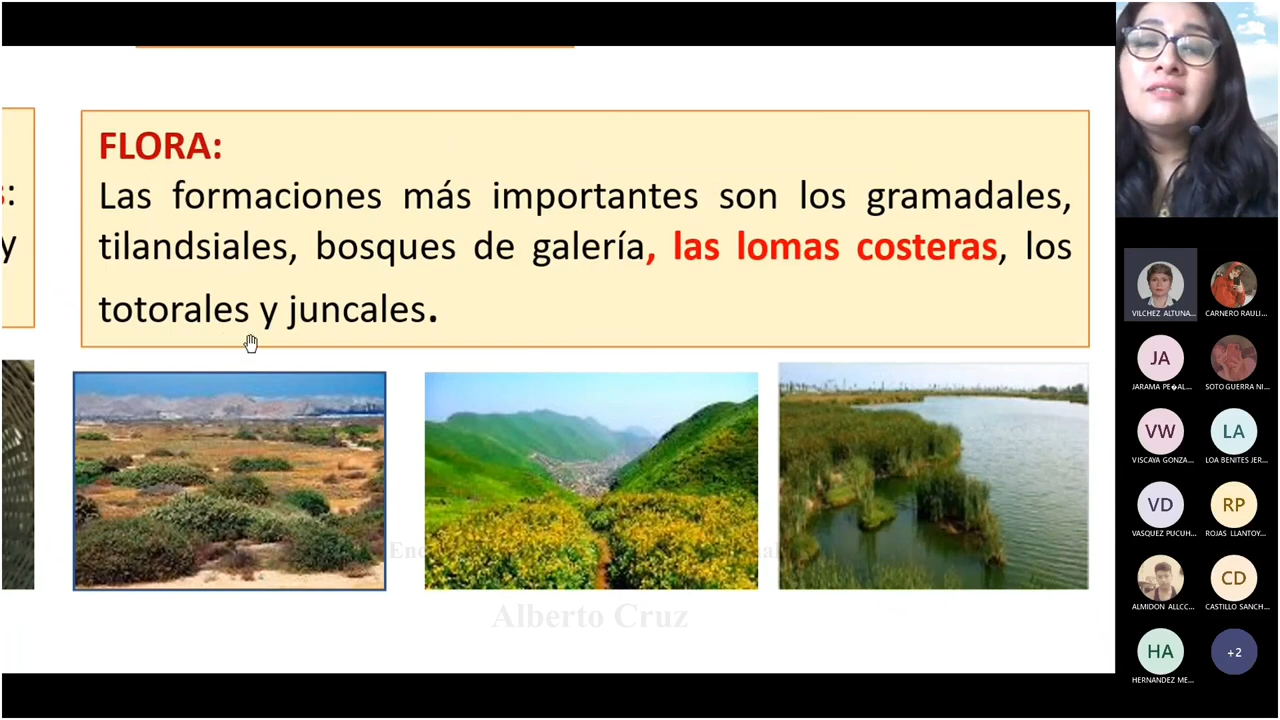 FLORA:
Las formaciones más importantes son los gramadales,
tilandsiales, bosques de galería, las lomas costeras, los
totorales y juncales.
:
y
Alberto Cruz
VILCHEZ ALTUNA...
CARNERO RAULI...
JA
JARAMA PE�AL...
SOTO GUERRA NI...
VW
VISCAYA GONZA...
LA
LOA BENITES JER...
VD
VASQUEZ PUCUH...
RP
ROJAS LLANTOY...
ALMIDON ALLCC...
CD
CASTILLO SANCH...
HA
HERNANDEZ ME...
+2